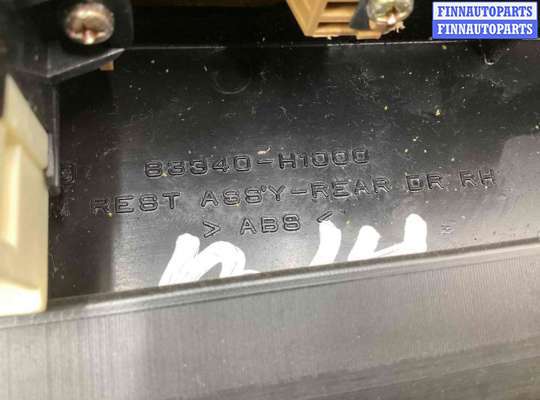 FINNAUTOPARTS
FINNAUTOPARTS
83340-H1000
REST ASS'Y-REAR DR RH
> ABS <